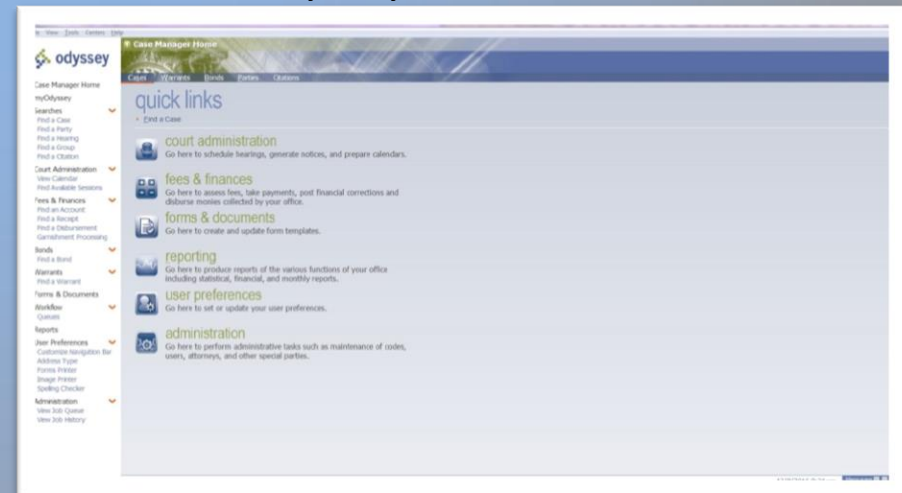 View Tools Centers Help
odyssey
Case Manager Home
Cases Warrants Bonds Parties Citations
Case Manager Home
myOdyssey
Searches
Find a Case
Find a Party
Find a Hearing
Find a Group
Find a Citation
Court Administration
View Calendar
Find Available Sessions
Fees & Finances
Find an Account
Find a Receipt
Find a Disbursement
Garnishment Processing
Bonds
Find a Bond
Warrants
Find a Warrant
Forms & Documents
Workflow
Queues
Reports
User Preferences
Customize Navigation Bar
Address Type
Forms Printer
Image Printer
Spelling Checker
Administration
View Job Queue
View Job History
quick links
Find a Case
court administration
Go here to schedule hearings, generate notices, and prepare calendars.
fees & finances
Go here to assess fees, take payments, post financial corrections and
disburse monies collected by your office.
forms & documents
Go here to create and update form templates.
reporting
Go here to produce reports of the various functions of your office
including statistical, financial, and monthly reports.
user preferences
Go here to set or update your user preferences.
administration
Go here to perform administrative tasks such as maintenance of codes,
users, attorneys, and other special parties.